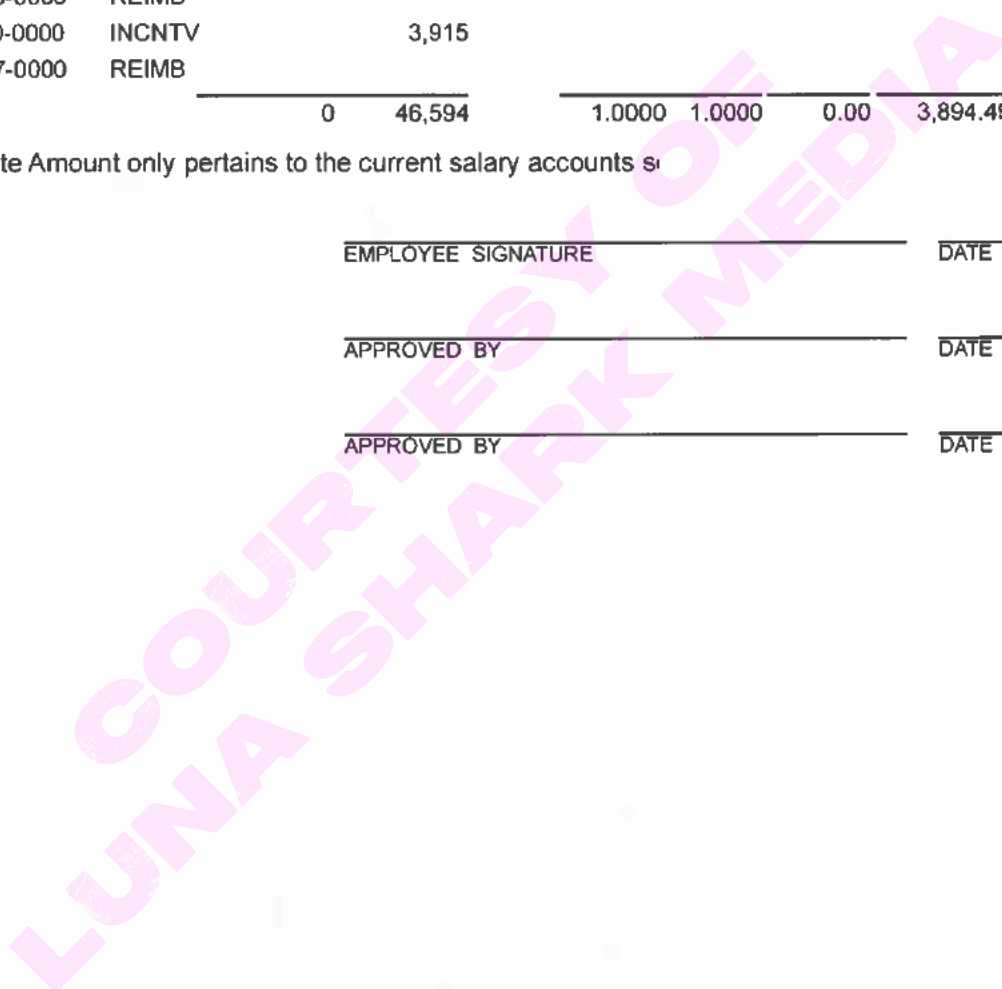 REIMB
-0000 INCNTV 3,915
7-0000 REIMB
0 46,594 1.0000 1.0000 0.00 3,894.49
te Amount only pertains to the current salary accounts
EMPLOYEE SIGNATURE DATE
APPROVED BY DATE
APPROVED BY DATE
COURTESY OF
LUNA SHARK MEDIA